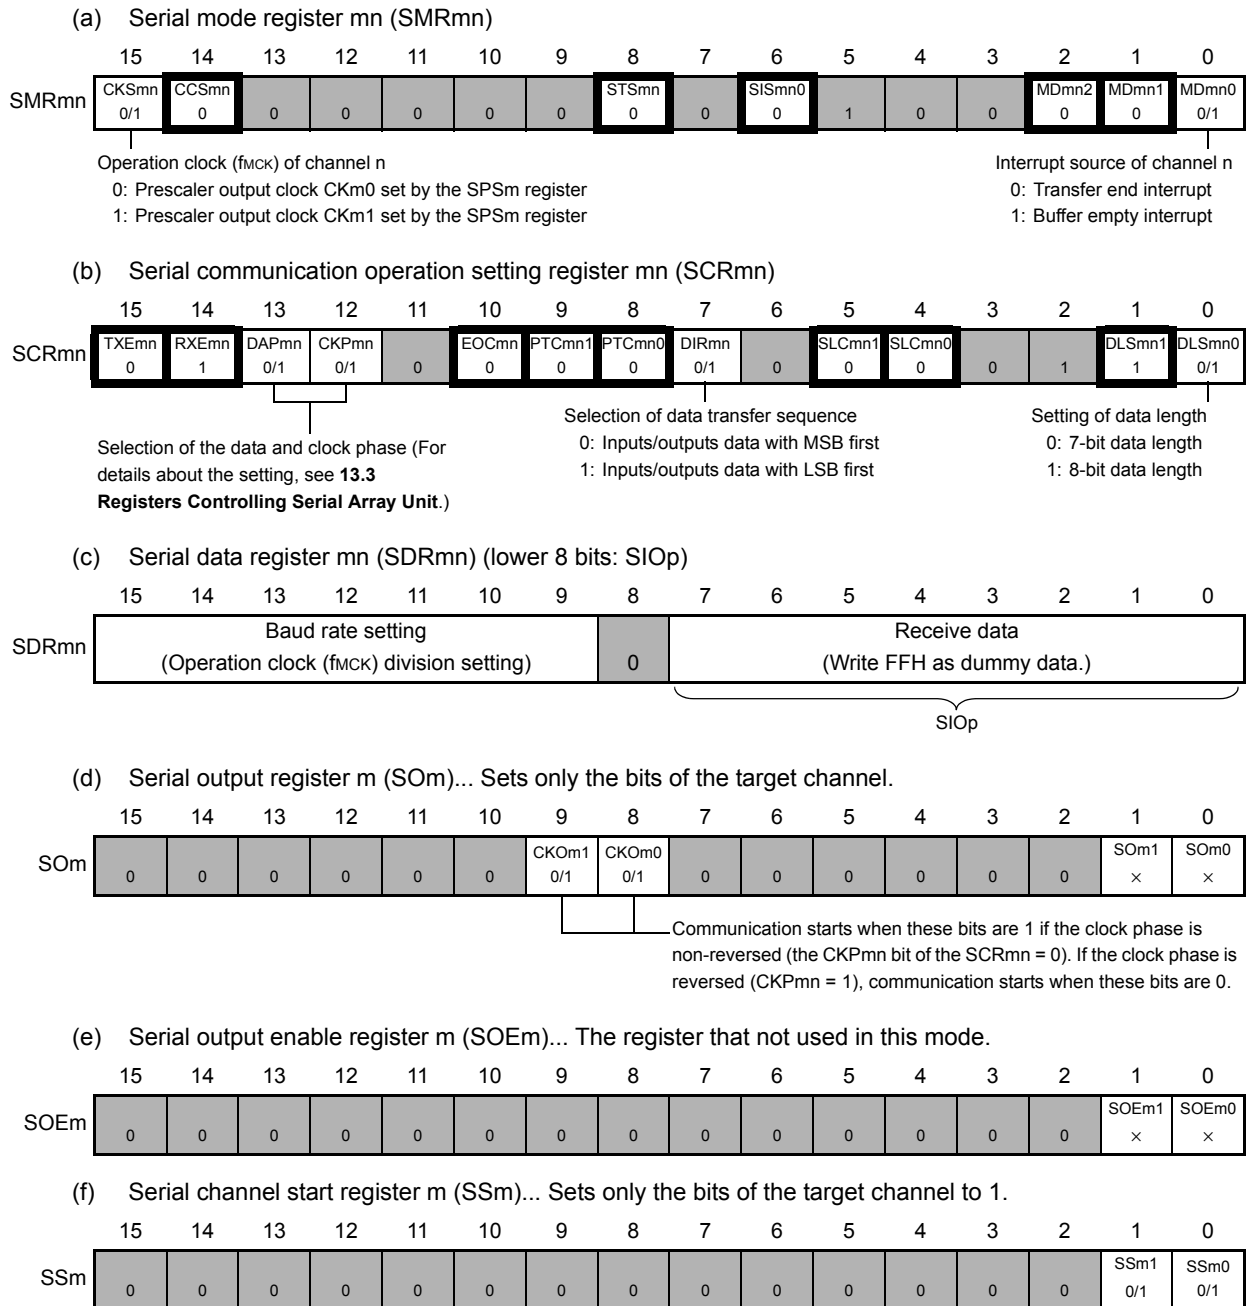 (a) Serial mode register mn (SMRmn)
15 14 13 12 11 10 9 8 7 6 5 4 3 2 1 0
SMRmn
CKSmn CCSmn STSmn SISmn0 MDmn2 MDmn1 MDmn0
0/1 0 0 0 0 0 0 0 0 0 1 0 0 0 0 0/1
Operation clock (fMCK) of channel n
0: Prescaler output clock CKm0 set by the SPSm register
1: Prescaler output clock CKm1 set by the SPSm register
Interrupt source of channel n
0: Transfer end interrupt
1: Buffer empty interrupt
(b) Serial communication operation setting register mn (SCRmn)
15 14 13 12 11 10 9 8 7 6 5 4 3 2 1 0
SCRmn
TXEmn RXEmn DAPmn CKPmn EOCmn PTCmn1 PTCmn0 DIRmn SLCmn1 SLCmn0 DLSmn1 DLSmn0
0 1 0/1 0/1 0 0 0 0 0/1 0 0 0 0 1 1 0/1
Selection of the data and clock phase (For
details about the setting, see 13.3
Registers Controlling Serial Array Unit.)
Selection of data transfer sequence
0: Inputs/outputs data with MSB first
1: Inputs/outputs data with LSB first
Setting of data length
0: 7-bit data length
1: 8-bit data length
(c) Serial data register mn (SDRmn) (lower 8 bits: SIOp)
15 14 13 12 11 10 9 8 7 6 5 4 3 2 1 0
SDRmn
Baud rate setting
(Operation clock (fMCK) division setting)
0
Receive data
(Write FFH as dummy data.)
SIOp
(d) Serial output register m (SOm)... Sets only the bits of the target channel.
15 14 13 12 11 10 9 8 7 6 5 4 3 2 1 0
SOm
CKOm1 CKOm0 SOm1 SOm0
0 0 0 0 0 0 0/1 0/1 0 0 0 0 0 0 × ×
Communication starts when these bits are 1 if the clock phase is
non-reversed (the CKPmn bit of the SCRmn = 0). If the clock phase is
reversed (CKPmn = 1), communication starts when these bits are 0.
(e) Serial output enable register m (SOEm)... The register that not used in this mode.
15 14 13 12 11 10 9 8 7 6 5 4 3 2 1 0
SOEm
SOEm1 SOEm0
0 0 0 0 0 0 0 0 0 0 0 0 0 0 × ×
(f) Serial channel start register m (SSm)... Sets only the bits of the target channel to 1.
15 14 13 12 11 10 9 8 7 6 5 4 3 2 1 0
SSm
SSm1 SSm0
0 0 0 0 0 0 0 0 0 0 0 0 0 0 0/1 0/1